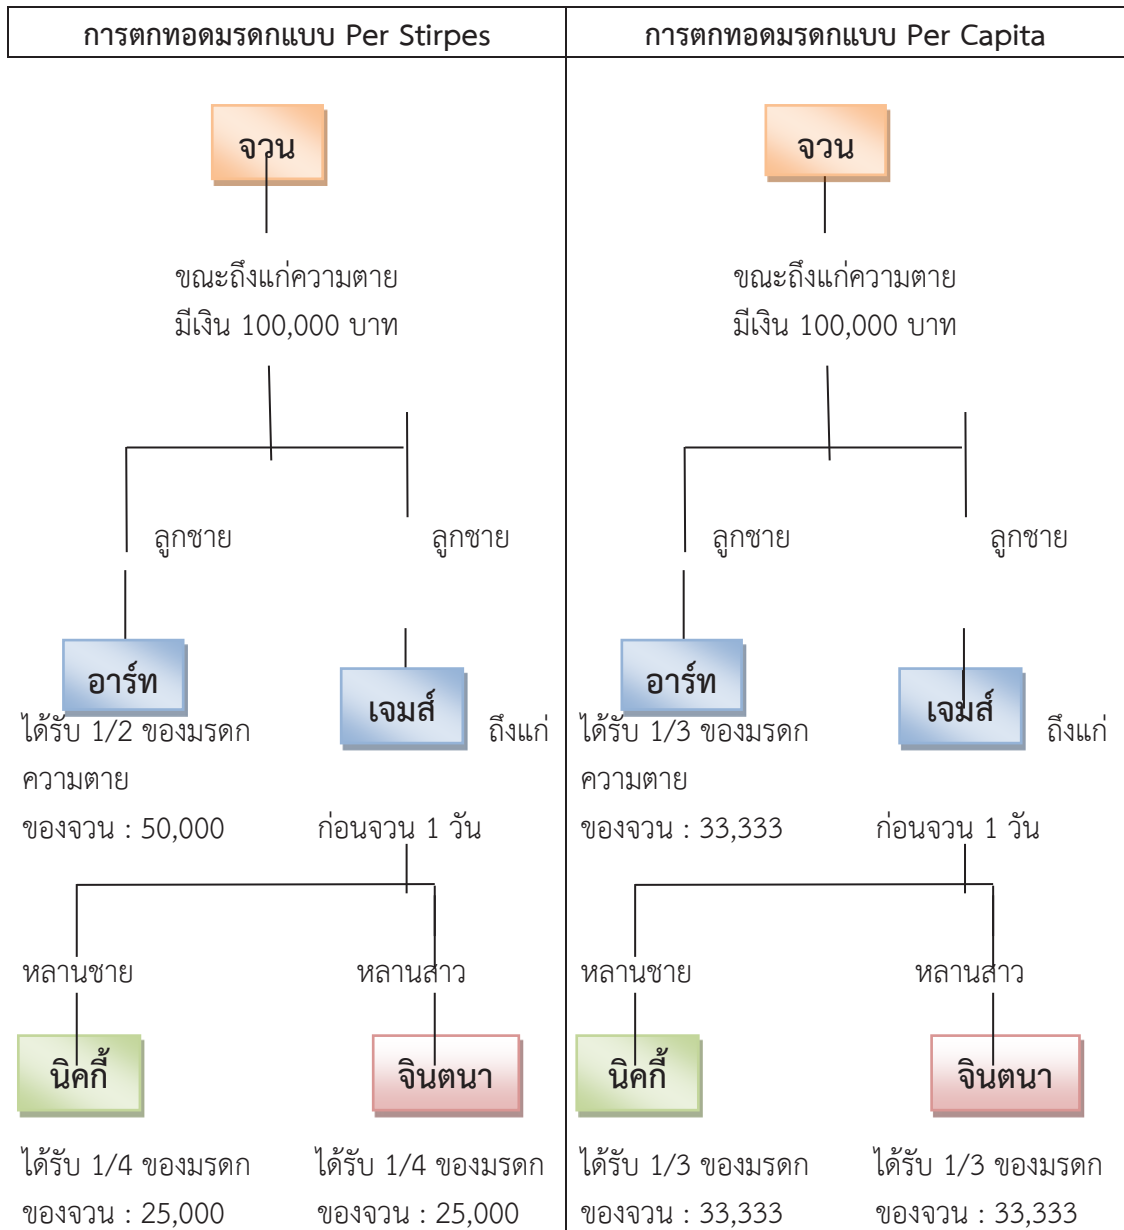 การตกทอดมรดกแบบ Per Stirpes
จวน
ขณะถึงแก่ความตาย
มีเงิน 100,000 บาท
ลูกชาย ลูกชาย
อาร์ท
เจมส์
ได้รับ 1/2 ของมรดก ถึงแก่
ความตาย
ของจวน : 50,000 ก่อนจวน 1 วัน
หลานชาย หลานสาว
นิคกี้ จินตนา
ได้รับ 1/4 ของมรดก ได้รับ 1/4 ของมรดก
ของจวน : 25,000 ของจวน : 25,000
การตกทอดมรดกแบบ Per Capita
จวน
ขณะถึงแก่ความตาย
มีเงิน 100,000 บาท
ลูกชาย ลูกชาย
อาร์ท
เจมส์
ได้รับ 1/3 ของมรดก ถึงแก่
ความตาย
ของจวน : 33,333 ก่อนจวน 1 วัน
หลานชาย หลานสาว
นิคกี้ จินตนา
ได้รับ 1/3 ของมรดก ได้รับ 1/3 ของมรดก
ของจวน : 33,333 ของจวน : 33,333